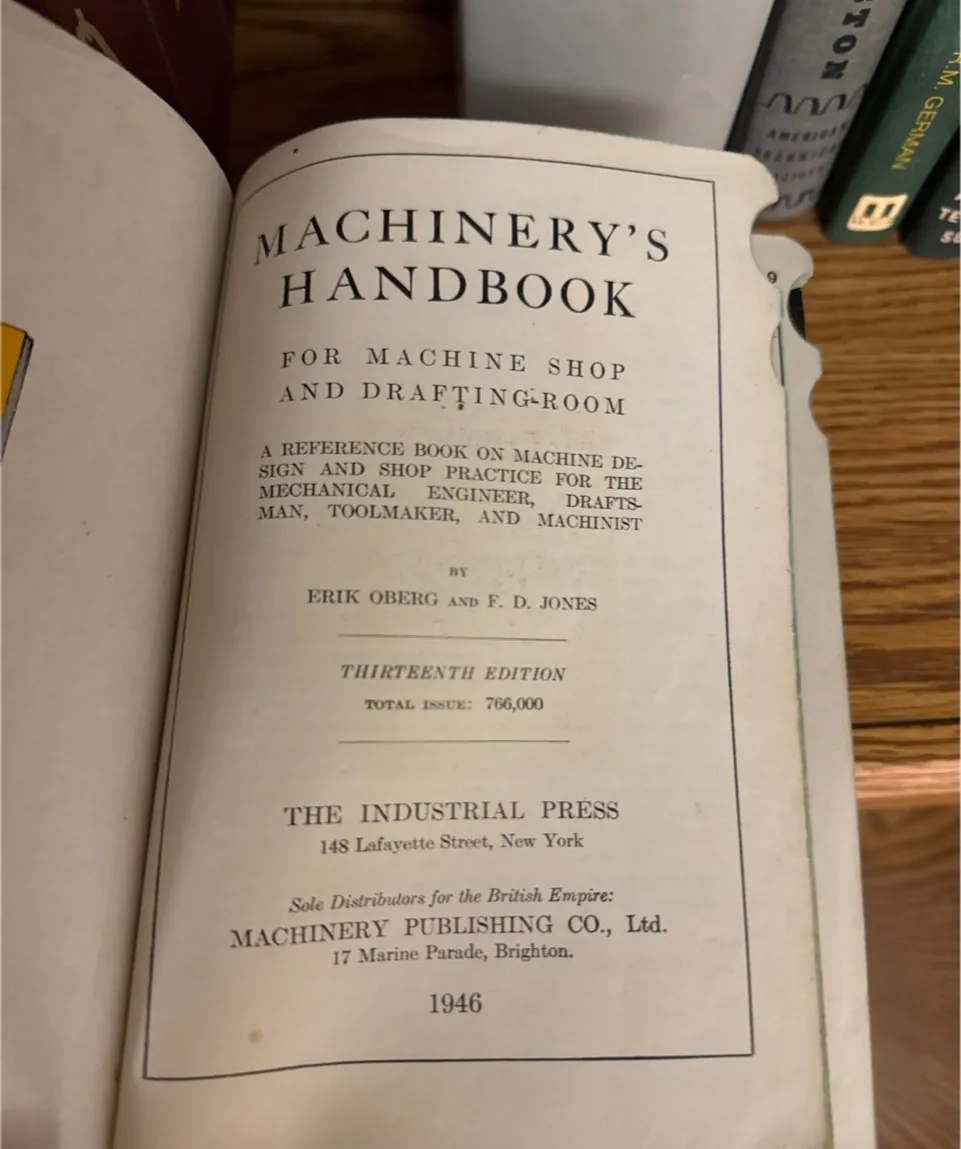 MACHINERY'S
HANDBOOK
FOR MACHINE SHOP
AND DRAFTING-ROOM
A REFERENCE BOOK ON MACHINE DE-
SIGN AND SHOP PRACTICE FOR THE
MECHANICAL ENGINEER, DRAFTS-
MAN, TOOLMAKER, AND MACHINIST
BY
ERIK OBERG AND F. D. JONES
THIRTEENTH EDITION
TOTAL ISSUE: 766,000
THE INDUSTRIAL PRESS
148 Lafayette Street, New York
Sole Distributors for the British Empire:
MACHINERY PUBLISHING CO., Ltd.
17 Marine Parade, Brighton.
1946
9
AMERICAN
R.M. GERMAN